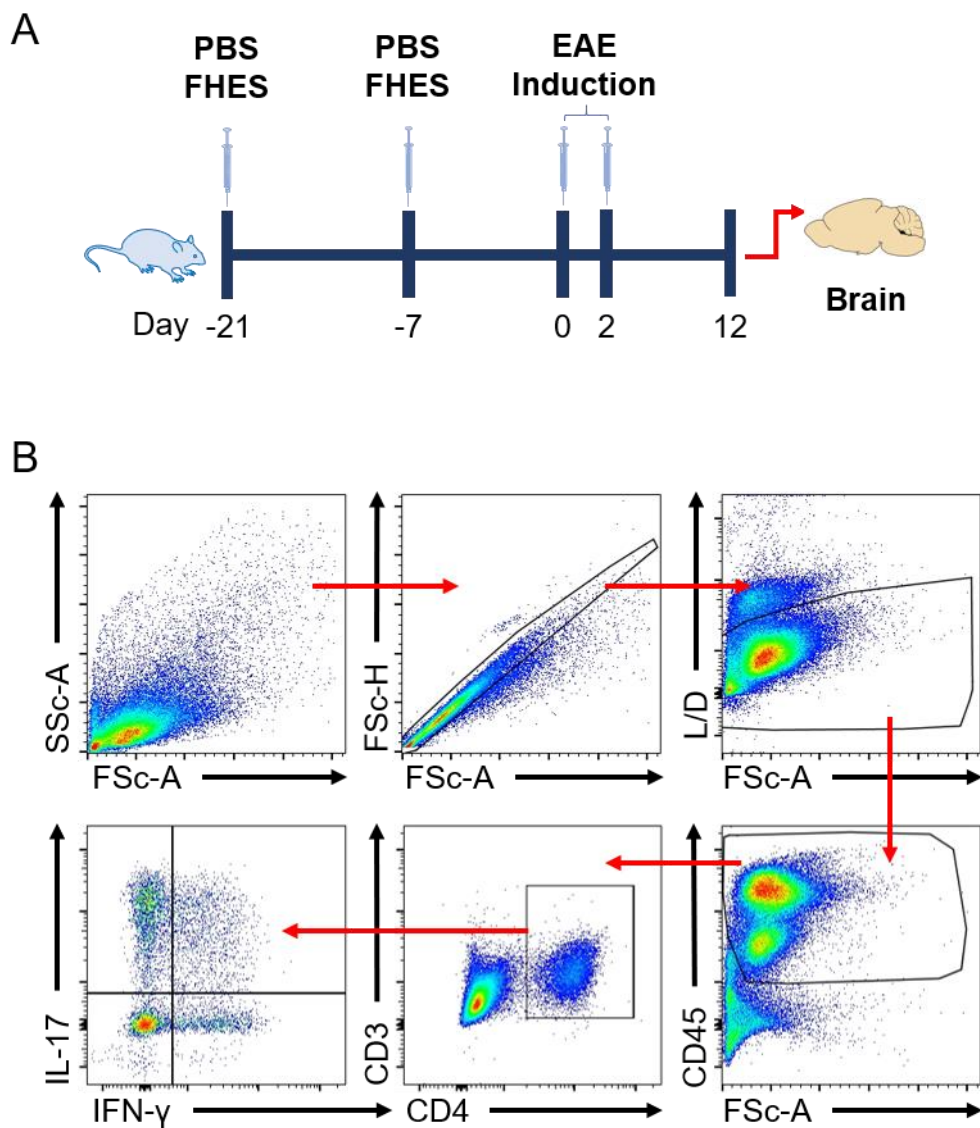 A
PBS
FHES
PBS
FHES
EAE
Induction
Brain
Day -21 -7 0 2 12
B
SSc-A
FSc-A
FSc-H
FSc-A
L/D
FSc-A
IL-17
IFN-γ
CD3
CD4
CD45
FSc-A